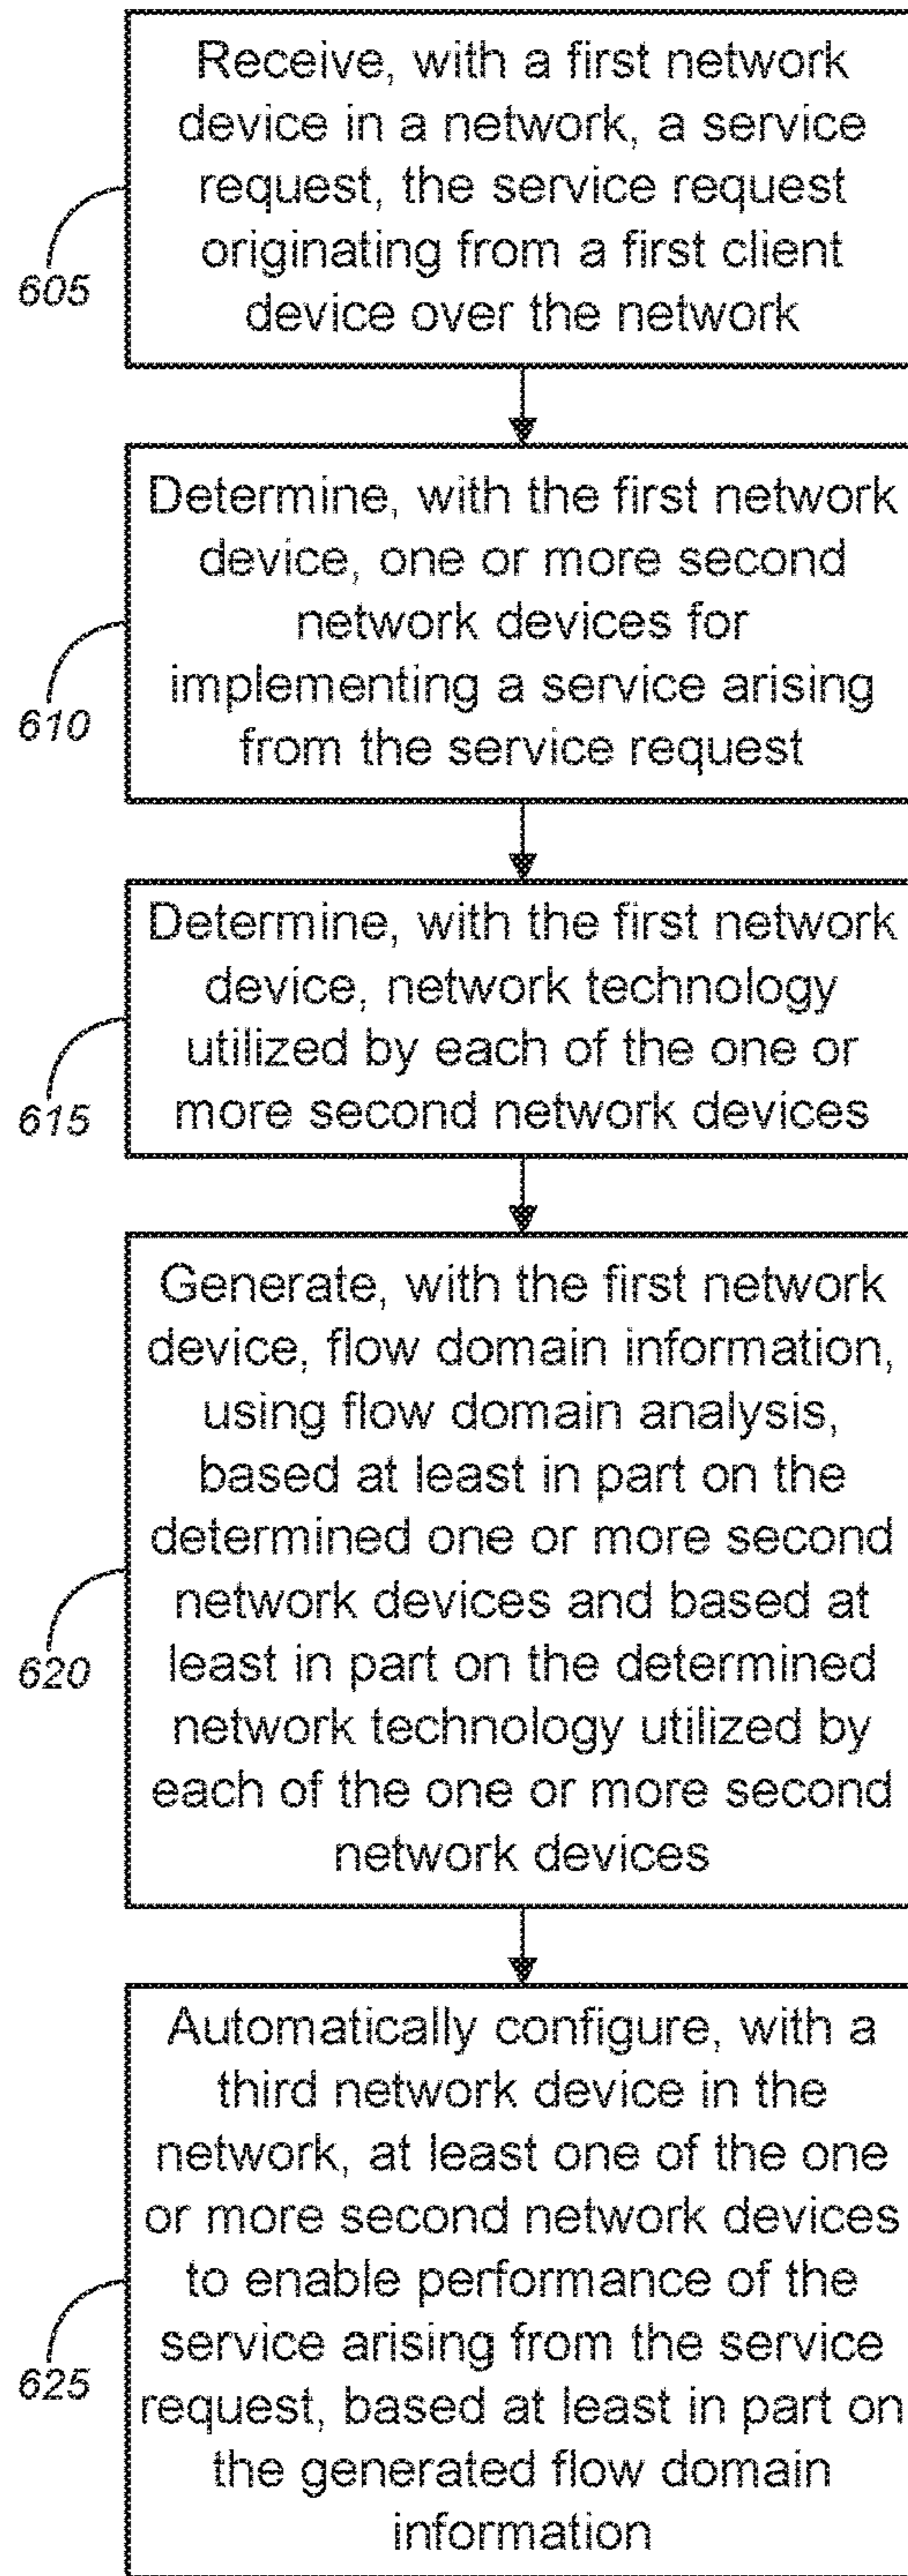 Receive, with a first network
device in a network, a service
request, the service request
originating from a first client
device over the network
605
Determine, with the first network
device, one or more second
network devices for
implementing a service arising
from the service request
610
Determine, with the first network
device, network technology
utilized by each of the one or
more second network devices
615
Generate, with the first network
device, flow domain information,
using flow domain analysis,
based at least in part on the
determined one or more second
network devices and based at
least in part on the determined
network technology utilized by
each of the one or more second
network devices
620
Automatically configure, with a
third network device in the
network, at least one of the one
or more second network devices
to enable performance of the
service arising from the service
request, based at least in part on
the generated flow domain
information
625